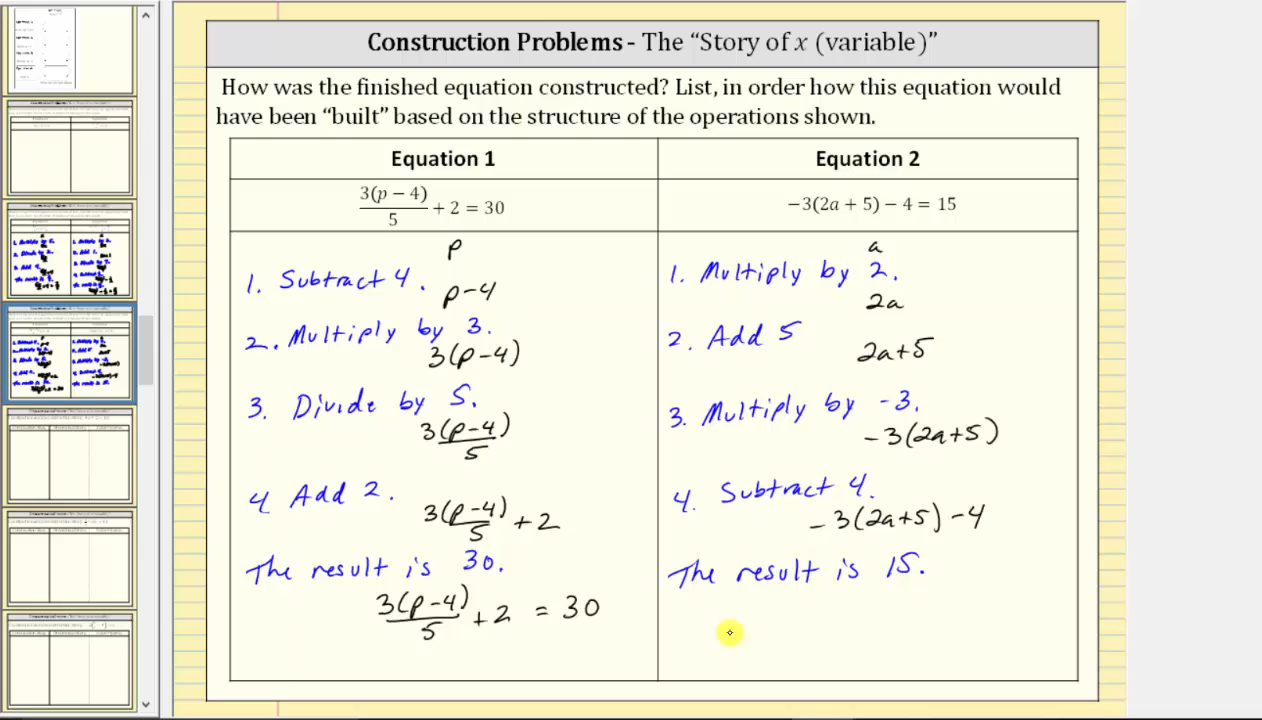 Construction Problems - The “Story of x (variable)”
How was the finished equation constructed? List, in order how this equation would
have been “built” based on the structure of the operations shown.
Equation 1
Equation 2
3(p − 4)/5 + 2 = 30
−3(2a + 5) − 4 = 15
p
1. Subtract 4.
p-4
2. Multiply by 3.
3(p-4)
3. Divide by 5.
3(p-4)/5
4 Add 2.
3(p-4)/5 + 2
The result is 30.
3(p-4)/5 + 2 = 30
a
1. Multiply by 2.
2a
2. Add 5
2a+5
3. Multiply by -3.
-3(2a+5)
4. Subtract 4.
-3(2a+5)-4
The result is 15.